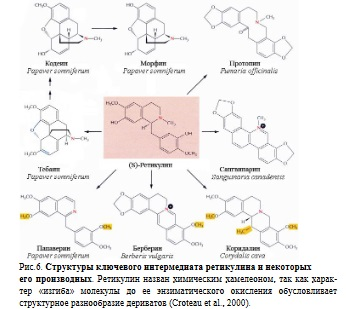 Кодеин
Papaver somniferum
Морфин
Papaver somniferum
Протопин
Fumaria officinalis
Тебаин
Papaver somniferum
(S)-Ретикулин
Сангвинарин
Sanguinaria canadensis
Папаверин
Papaver somniferum
Берберин
Berberis vulgaris
Коридалин
Corydalis cava
Рис.6. Структуры ключевого интермедиата ретикулина и некоторых
его производных. Ретикулин назван химическим хамелеоном, так как харак-
тер «изгиба» молекулы до ее энзиматического окисления обусловливает
структурное разнообразие дериватов (Croteau et al., 2000).